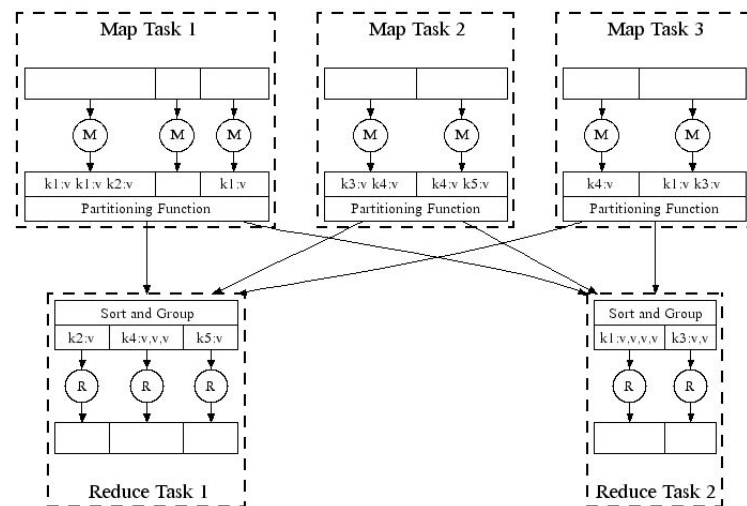 Map Task 1
Map Task 2
Map Task 3
M
M
M
M
M
M
M
k1:v k1:v k2:v
k1:v
k3:v k4:v
k4:v k5:v
k4:v
k1:v k3:v
Partitioning Function
Partitioning Function
Partitioning Function
Sort and Group
Sort and Group
k2:v
k4:v,v,v
k5:v
k1:v,v,v,v
k3:v,v
R
R
R
R
R
Reduce Task 1
Reduce Task 2